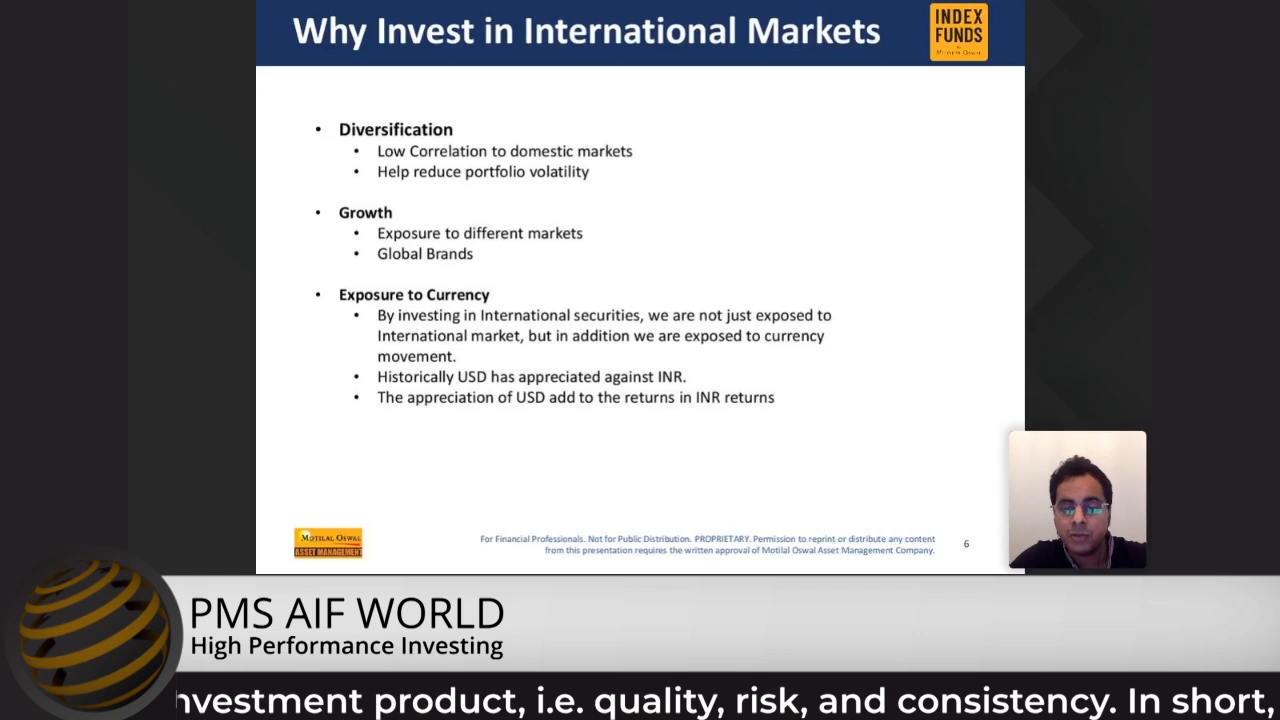 Why Invest in International Markets
INDEX
FUNDS
MOTILAL OSWAL
• Diversification
• Low Correlation to domestic markets
• Help reduce portfolio volatility
• Growth
• Exposure to different markets
• Global Brands
• Exposure to Currency
• By investing in International securities, we are not just exposed to
International market, but in addition we are exposed to currency
movement.
• Historically USD has appreciated against INR.
• The appreciation of USD add to the returns in INR returns
MOTILAL OSWAL
ASSET MANAGEMENT
For Financial Professionals. Not for Public Distribution. PROPRIETARY. Permission to reprint or distribute any content
from this presentation requires the written approval of Motilal Oswal Asset Management Company.
6
PMS AIF WORLD
High Performance Investing
nvestment product, i.e. quality, risk, and consistency. In short,